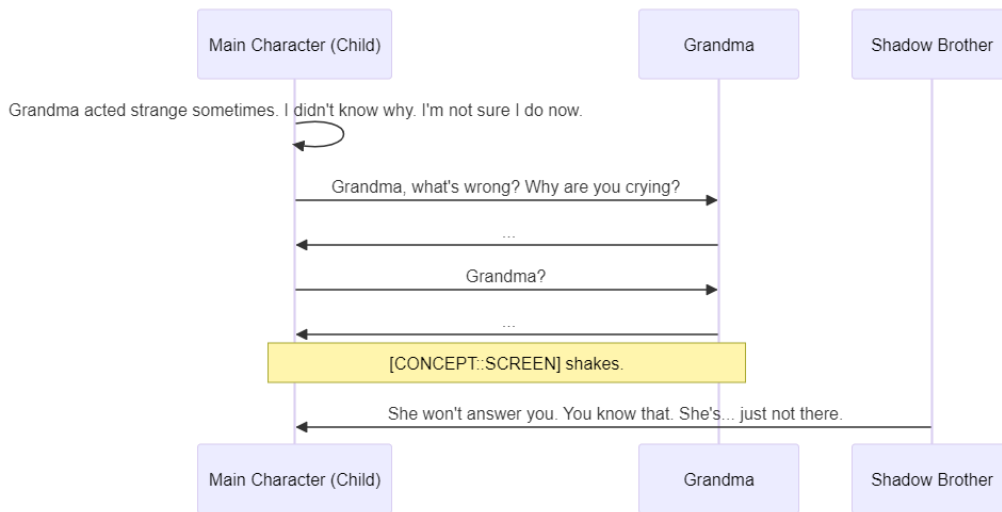 Main Character (Child)
Grandma
Shadow Brother
Grandma acted strange sometimes. I didn't know why. I'm not sure I do now.
Grandma, what's wrong? Why are you crying?
...
Grandma?
...
[CONCEPT::SCREEN] shakes.
She won't answer you. You know that. She's... just not there.
Main Character (Child)
Grandma
Shadow Brother